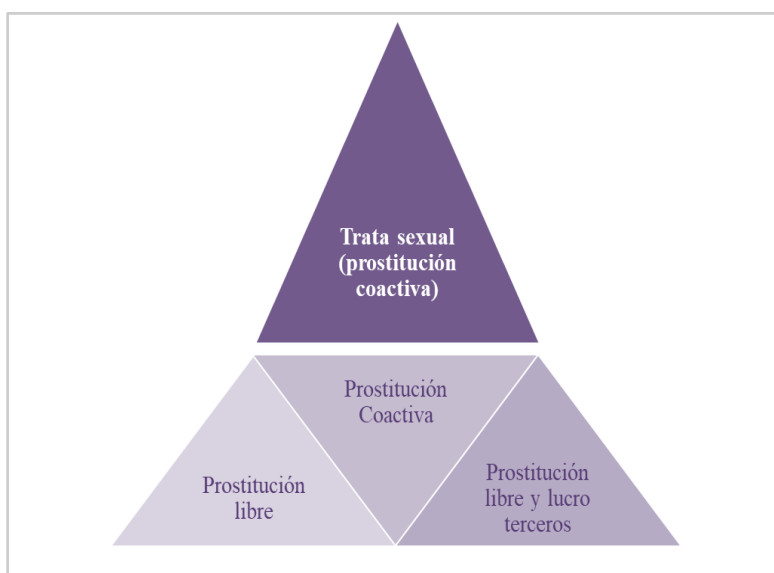 Trata sexual
(prostitución
coactiva)
Prostitución
Coactiva
Prostitución
libre
Prostitución
libre y lucro
terceros